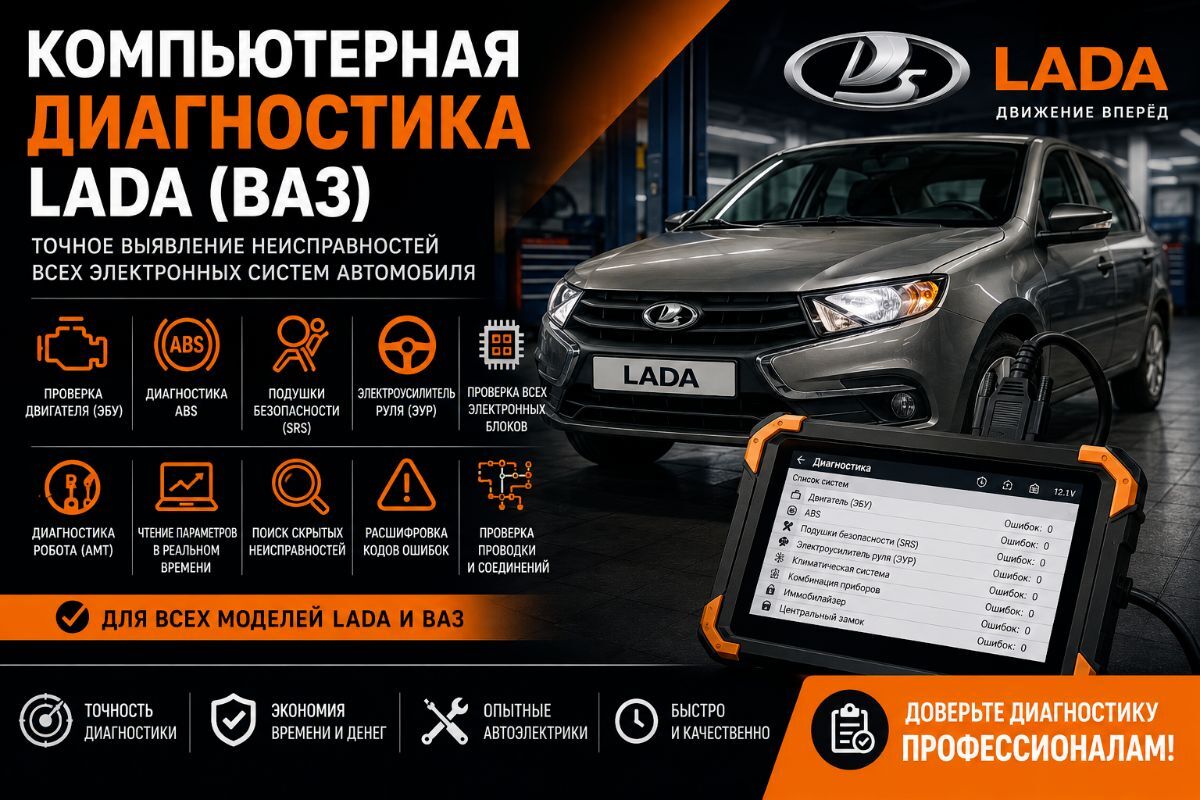 КОМПЬЮТЕРНАЯ
ДИАГНОСТИКА
LADA (ВАЗ)
ТОЧНОЕ ВЫЯВЛЕНИЕ НЕИСПРАВНОСТЕЙ
ВСЕХ ЭЛЕКТРОННЫХ СИСТЕМ АВТОМОБИЛЯ
LADA
ДВИЖЕНИЕ ВПЕРЁД
ABS
ПРОВЕРКА
ДВИГАТЕЛЯ (ЭБУ)
ДИАГНОСТИКА
ABS
ПОДУШКИ
БЕЗОПАСНОСТИ
(SRS)
ЭЛЕКТРОУСИЛИТЕЛЬ
РУЛЯ (ЭУР)
ПРОВЕРКА ВСЕХ
ЭЛЕКТРОННЫХ
БЛОКОВ
ДИАГНОСТИКА
РОБОТА (АМТ)
ЧТЕНИЕ ПАРАМЕТРОВ
В РЕАЛЬНОМ
ВРЕМЕНИ
ПОИСК СКРЫТЫХ
НЕИСПРАВНОСТЕЙ
РАСШИФРОВКА
КОДОВ ОШИБОК
ПРОВЕРКА
ПРОВОДКИ
И СОЕДИНЕНИЙ
LADA
Диагностика
12.1V
Список систем
Двигатель (ЭБУ) Ошибок: 0
ABS Ошибок: 0
Подушки безопасности (SRS) Ошибок: 0
Электроусилитель руля (ЭУР) Ошибок: 0
Климатическая система Ошибок: 0
Комбинация приборов Ошибок: 0
Иммобилайзер Ошибок: 0
Центральный замок Ошибок: 0
ДЛЯ ВСЕХ МОДЕЛЕЙ LADA И ВАЗ
ТОЧНОСТЬ
ДИАГНОСТИКИ
ЭКОНОМИЯ
ВРЕМЕНИ И ДЕНЕГ
ОПЫТНЫЕ
АВТОЭЛЕКТРИКИ
БЫСТРО
И КАЧЕСТВЕННО
ДОВЕРЬТЕ ДИАГНОСТИКУ
ПРОФЕССИОНАЛАМ!